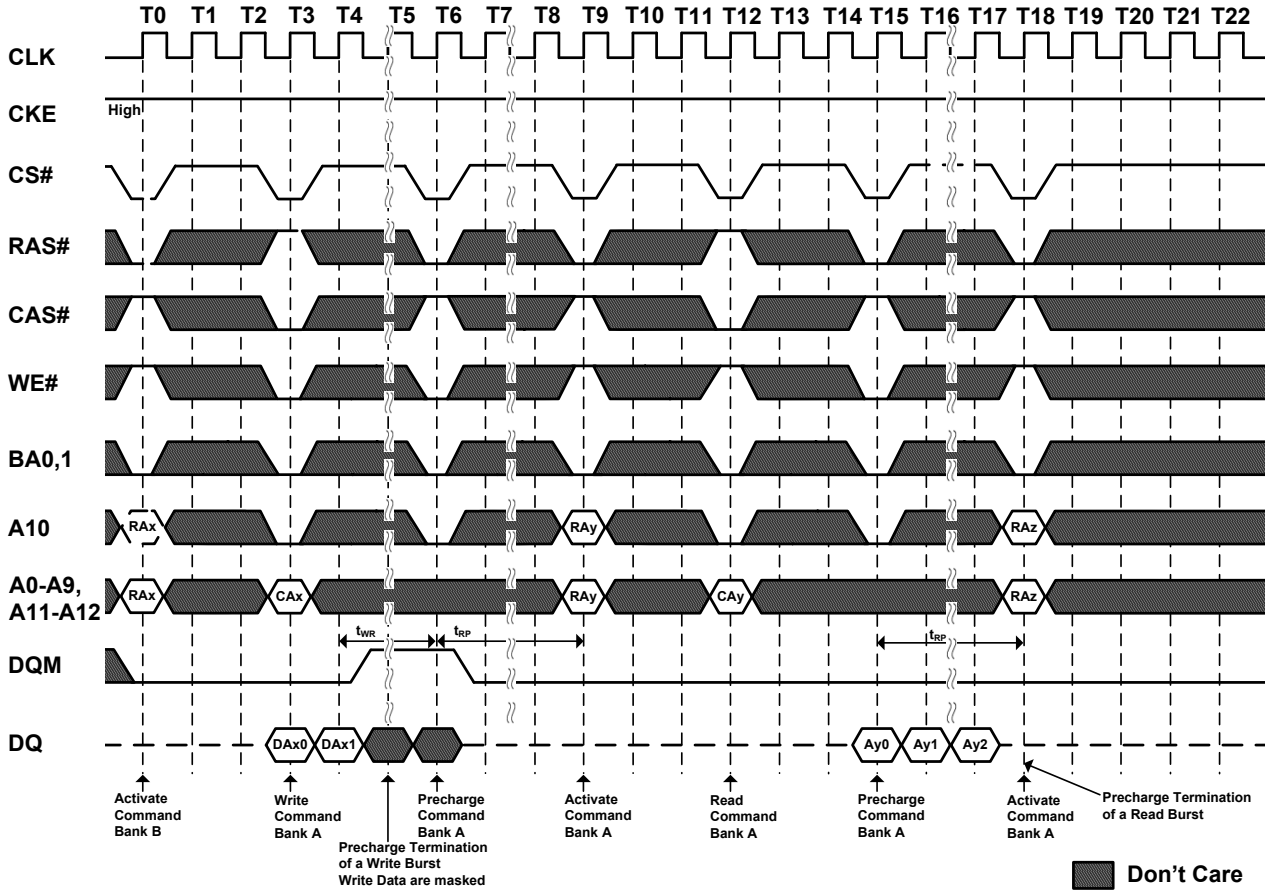 T0 T1 T2 T3 T4 T5 T6 T7 T8 T9 T10 T11 T12 T13 T14 T15 T16 T17 T18 T19 T20 T21 T22
CLK
CKE High
CS#
RAS#
CAS#
WE#
BA0,1
A10 RAx RAy RAz
A0-A9,
A11-A12 RAx CAx RAy CAy RAz
tWR tRP tRP
DQM
DQ DAx0 DAx1 Ay0 Ay1 Ay2
Activate
Command
Bank B
Write
Command
Bank A
Precharge Termination
of a Write Burst
Write Data are masked
Precharge
Command
Bank A
Activate
Command
Bank A
Read
Command
Bank A
Precharge
Command
Bank A
Activate
Command
Bank A
Precharge Termination
of a Read Burst
Don't Care